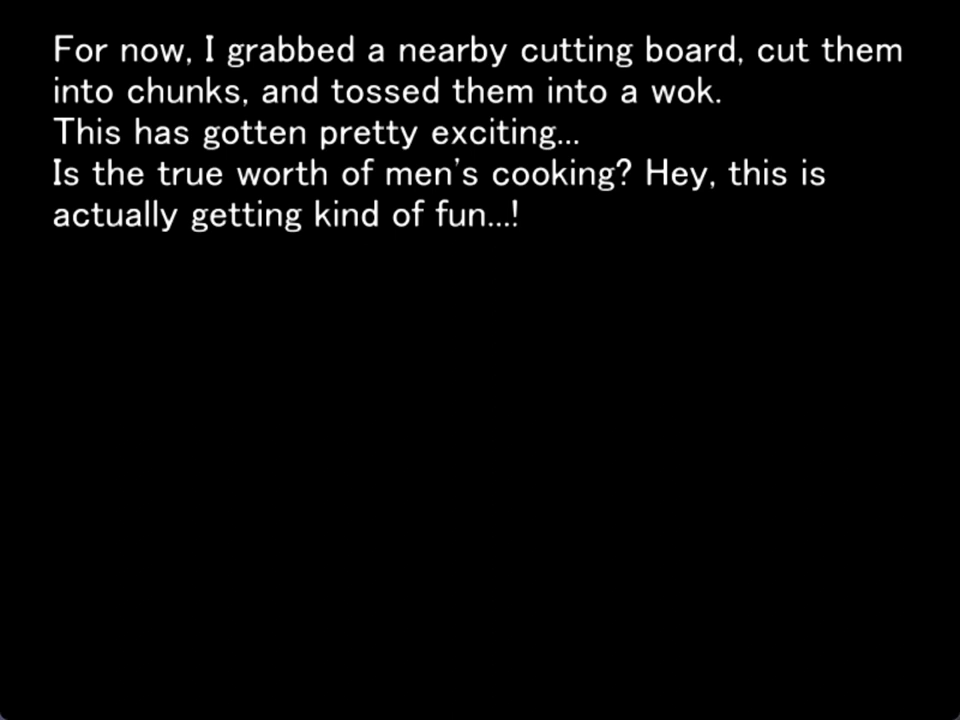 For now, I grabbed a nearby cutting board, cut them
into chunks, and tossed them into a wok.
This has gotten pretty exciting...
Is the true worth of men's cooking? Hey, this is
actually getting kind of fun...!